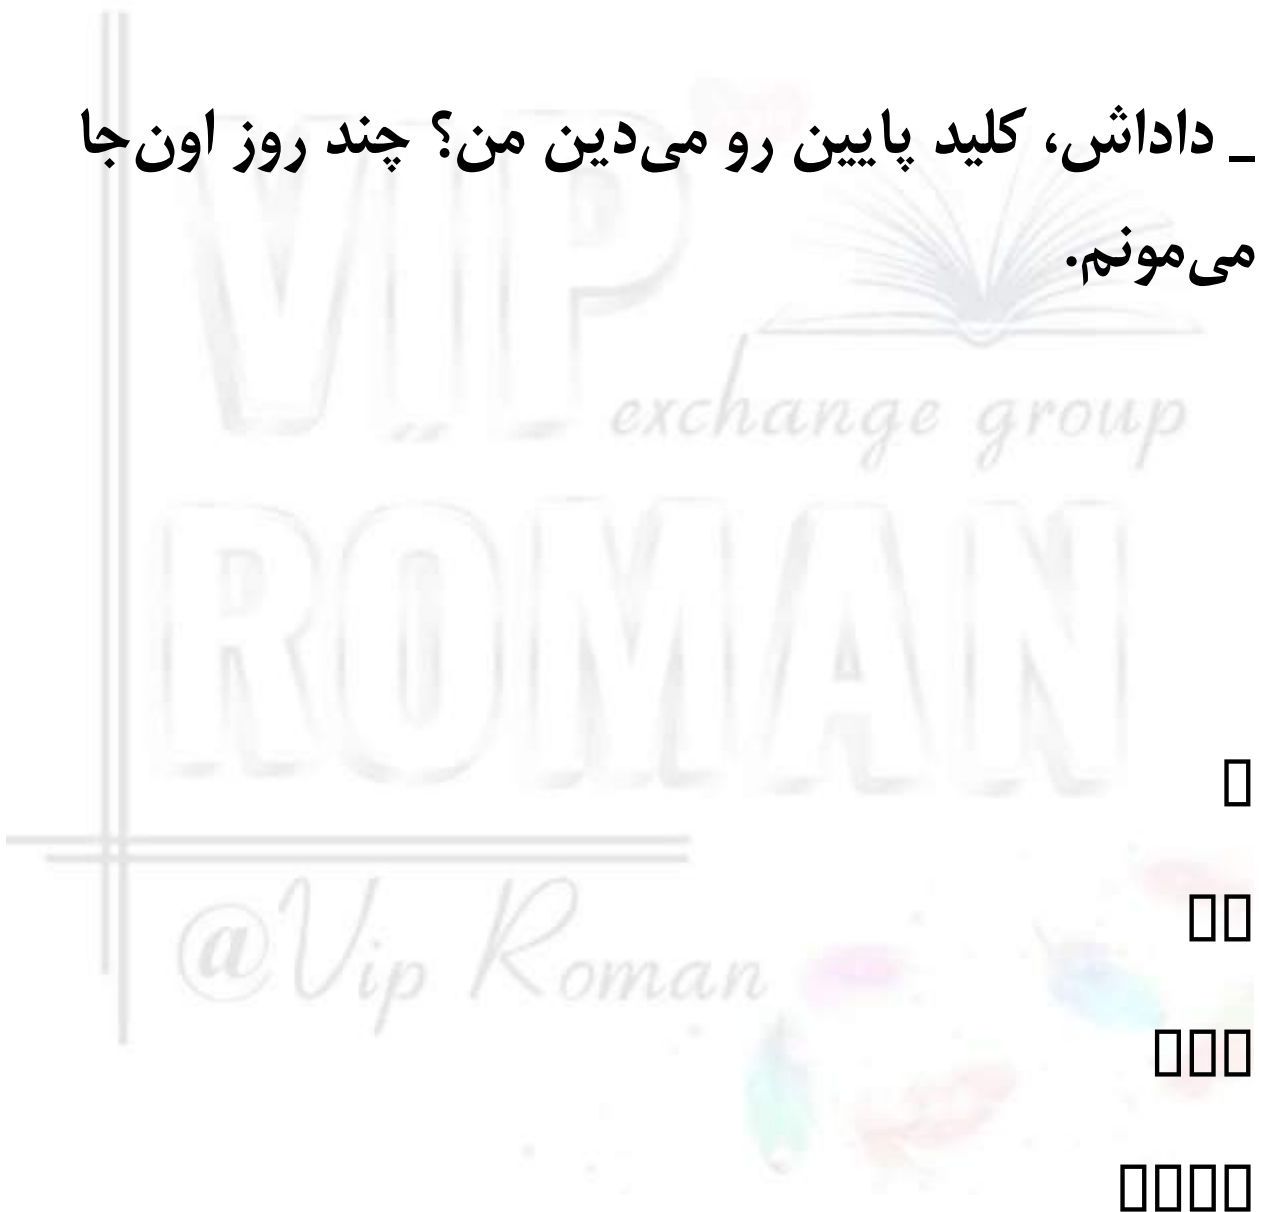 _ داداش، کلید پایین رو می‌دین من؟ چند روز اون‌جا
می‌مونم.
VIP
exchange group
ROMAN
▯
▯▯
@Vip Roman
▯▯▯
▯▯▯▯